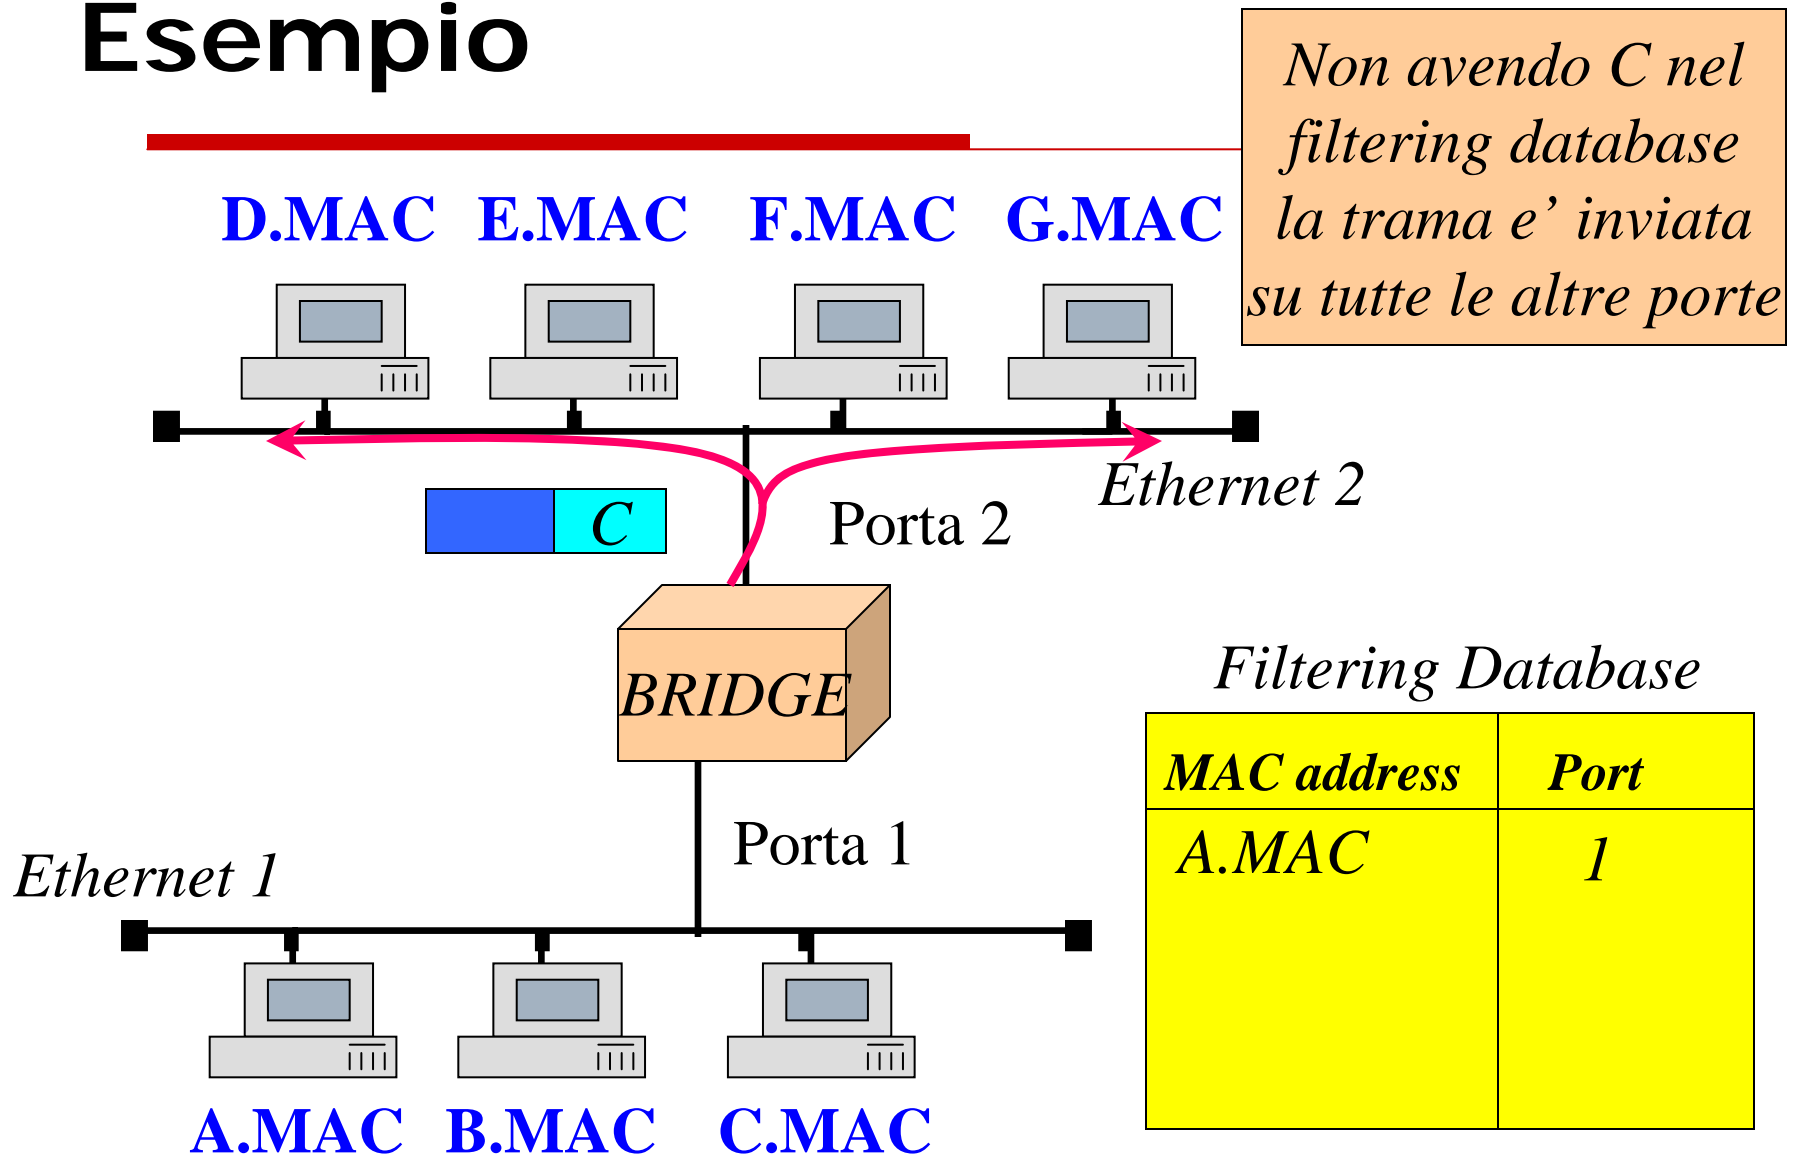 Esempio
Non avendo C nel
filtering database
la trama e’ inviata
su tutte le altre porte
D.MAC E.MAC F.MAC G.MAC
Ethernet 2
C
Porta 2
BRIDGE
Filtering Database
MAC address Port
A.MAC 1
Porta 1
Ethernet 1
A.MAC B.MAC C.MAC